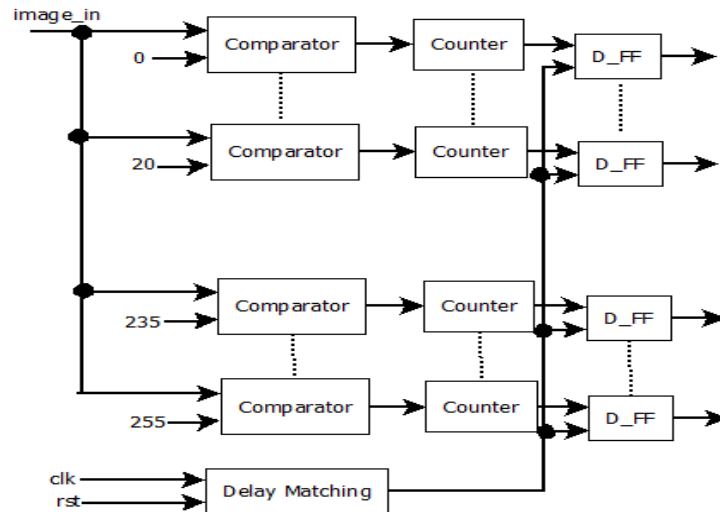 image_in
Comparator Counter D_FF
0
Comparator Counter D_FF
20
Comparator Counter D_FF
235
Comparator Counter D_FF
255
clk
rst
Delay Matching